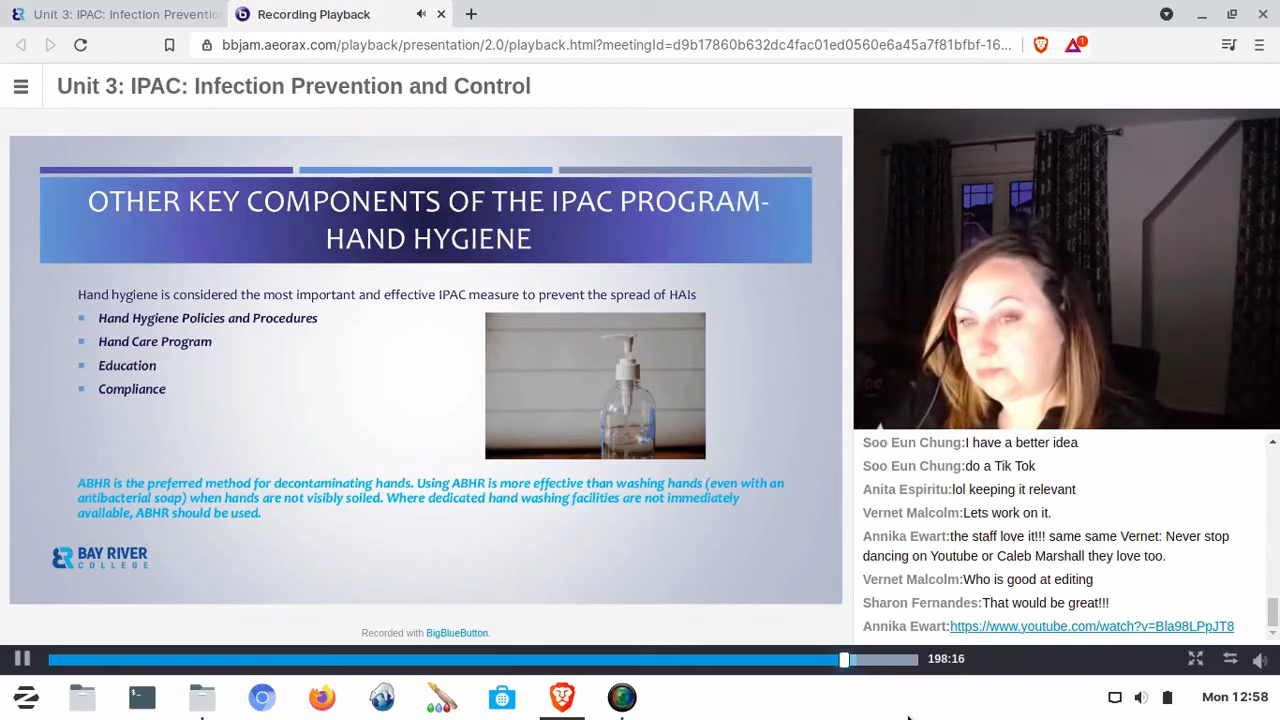 Unit 3: IPAC: Infection Preventio
Recording Playback
bbjam.aeorax.com/playback/presentation/2.0/playback.html?meetingId=d9b17860b632dc4fac01ed0560e6a45a7f81bfbf-16...
1
Unit 3: IPAC: Infection Prevention and Control
OTHER KEY COMPONENTS OF THE IPAC PROGRAM-
HAND HYGIENE
Hand hygiene is considered the most important and effective IPAC measure to prevent the spread of HAIs
Hand Hygiene Policies and Procedures
Hand Care Program
Education
Compliance
ABHR is the preferred method for decontaminating hands. Using ABHR is more effective than washing hands (even with an
antibacterial soap) when hands are not visibly soiled. Where dedicated hand washing facilities are not immediately
available, ABHR should be used.
BAY RIVER
COLLEGE
Recorded with BigBlueButton.
Soo Eun Chung:I have a better idea
Soo Eun Chung:do a Tik Tok
Anita Espiritu:lol keeping it relevant
Vernet Malcolm:Lets work on it.
Annika Ewart:the staff love it!!! same same Vernet: Never stop
dancing on Youtube or Caleb Marshall they love too.
Vernet Malcolm:Who is good at editing
Sharon Fernandes:That would be great!!!
Annika Ewart:https://www.youtube.com/watch?v=Bla98LPpJT8
198:16
Mon 12:58